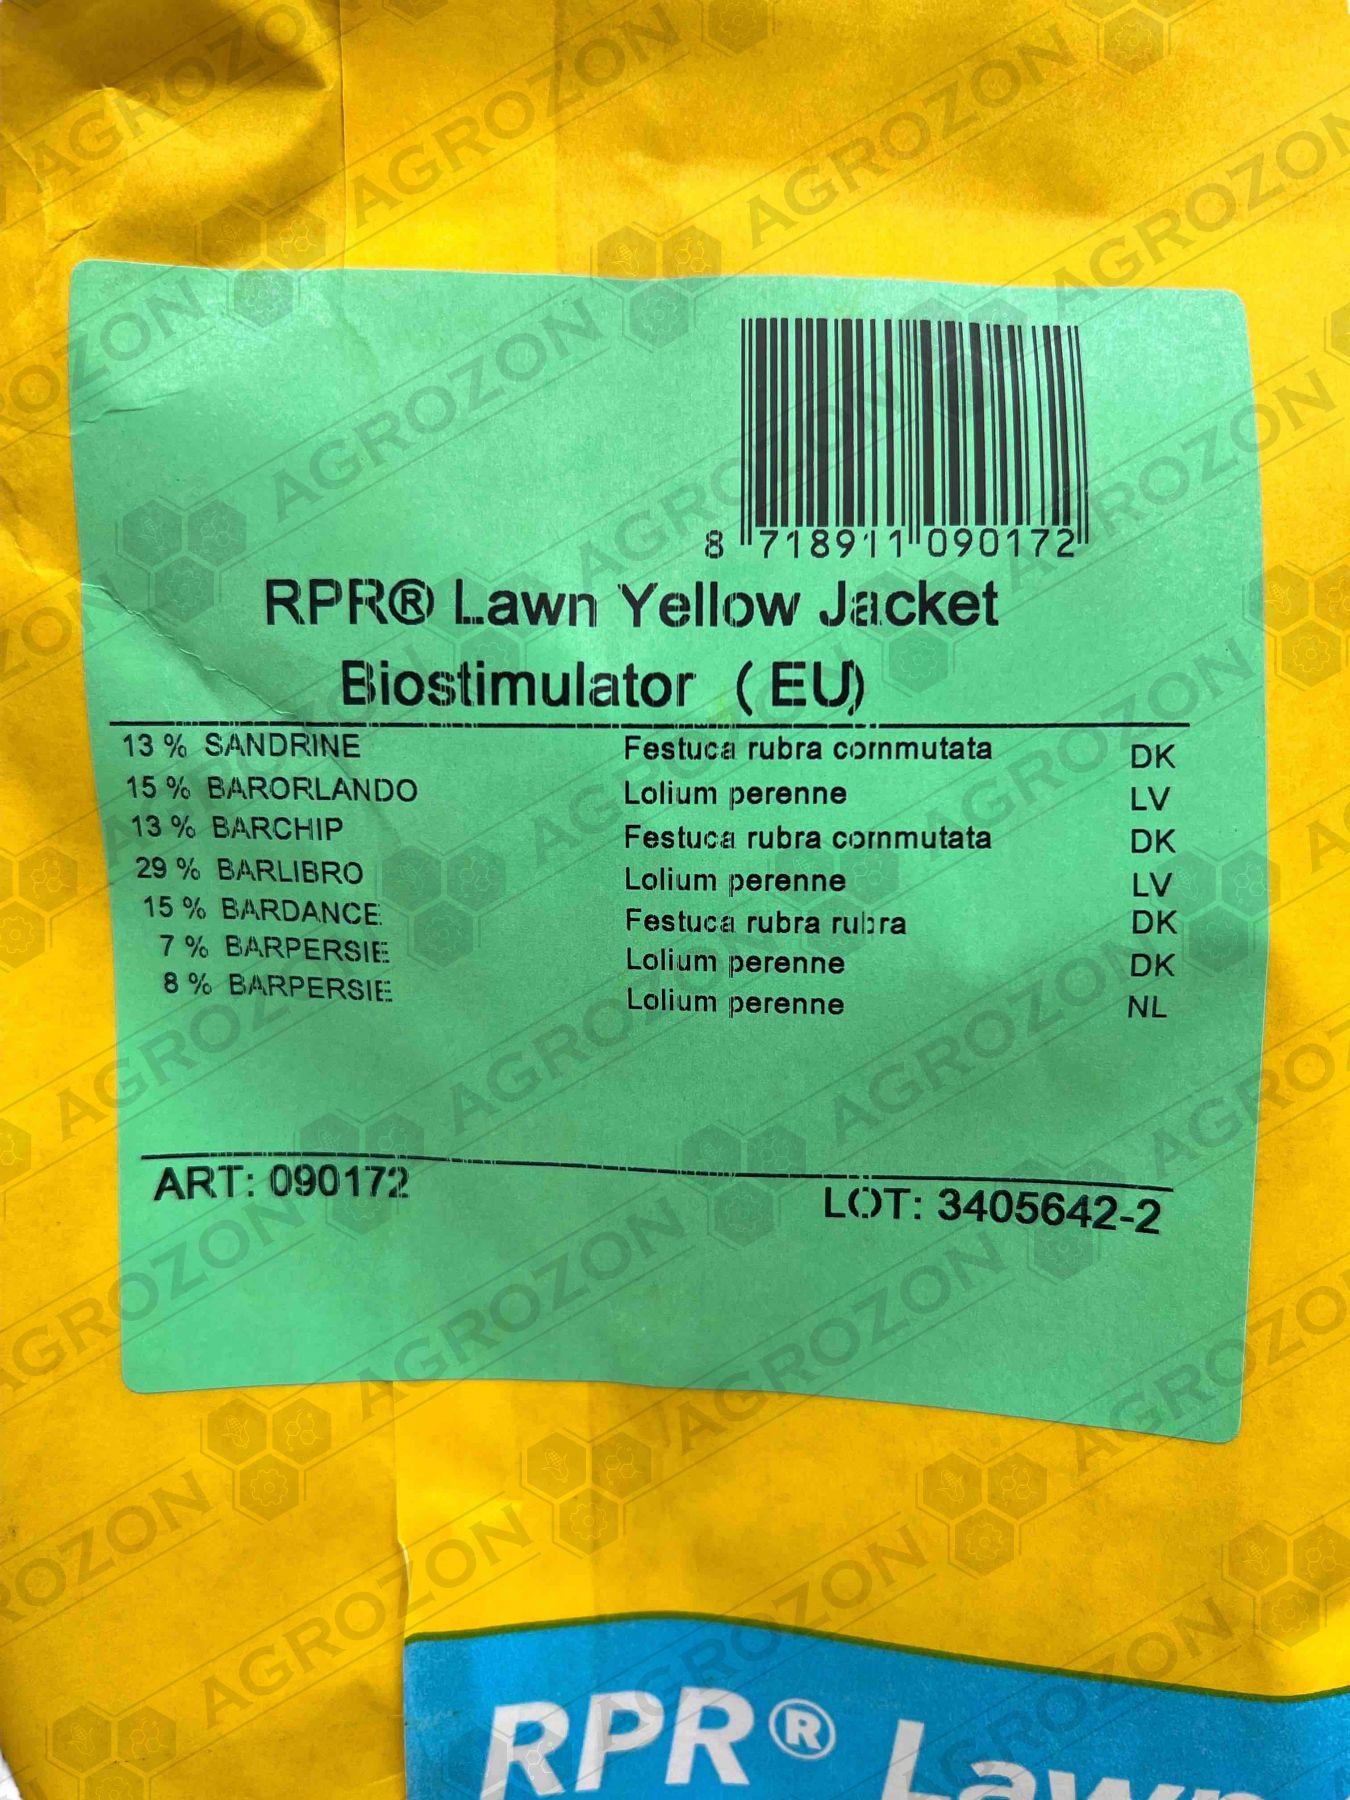 8 718911 090172
RPR® Lawn Yellow Jacket
Biostimulator (EU)
13 % SANDRINE Festuca rubra commutata DK
15 % BARORLANDO Lolium perenne LV
13 % BARCHIP Festuca rubra commutata DK
29 % BARLIBRO Lolium perenne LV
15 % BARDANCE Festuca rubra rubra DK
7 % BARPERSIE Lolium perenne DK
8 % BARPERSIE Lolium perenne NL
ART: 090172 LOT: 3405642-2
RPR® Lawn
AGROZON